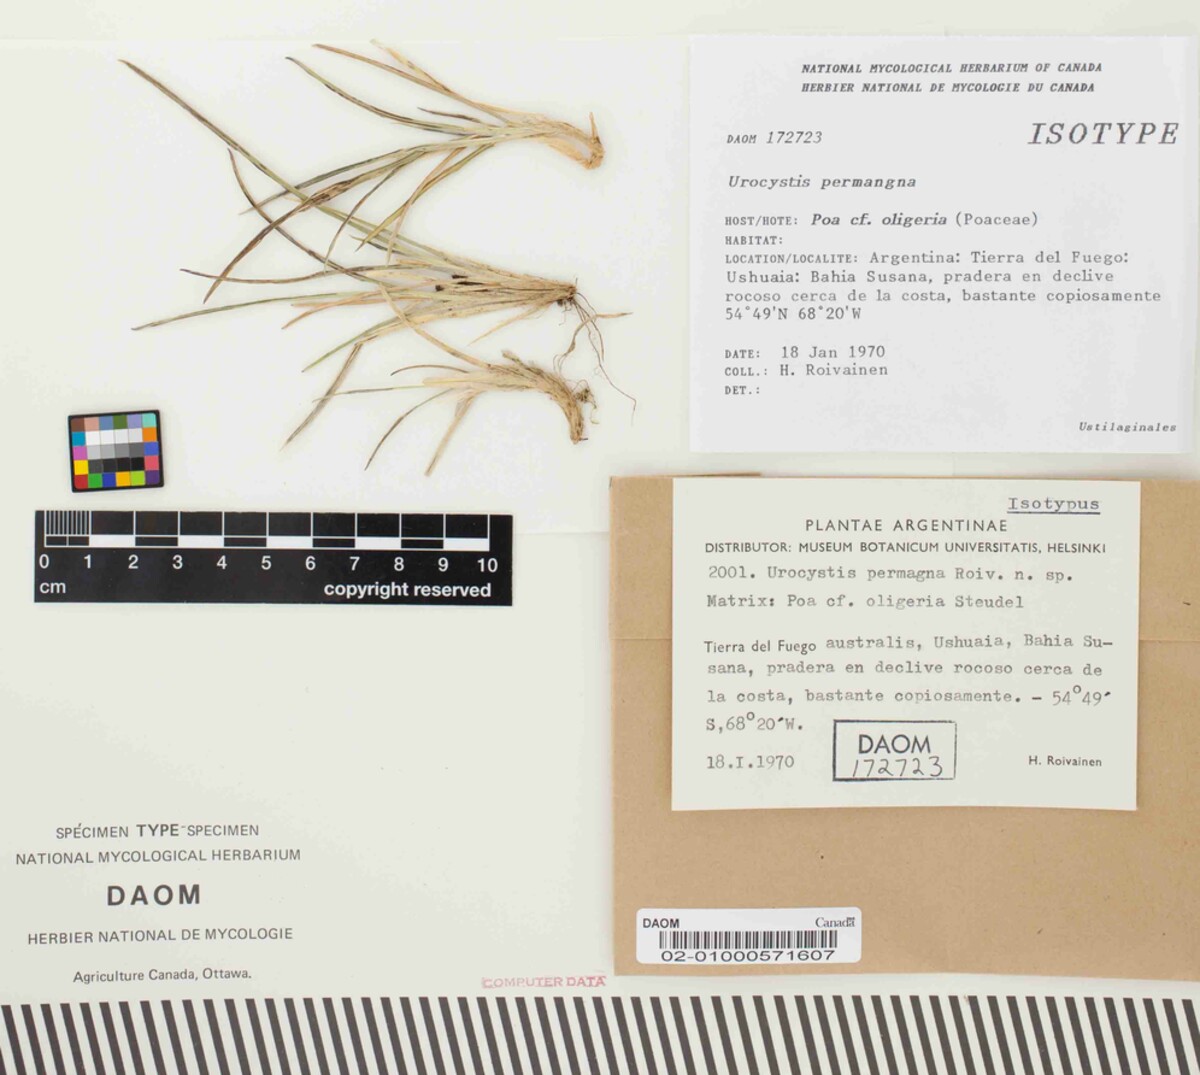 NATIONAL MYCOLOGICAL HERBARIUM OF CANADA
HERBIER NATIONAL DE MYCOLOGIE DU CANADA
DAOM 172723
ISOTYPE
Urocystis permangna
HOST/HOTE: Poa cf. oligeria (Poaceae)
HABITAT:
LOCATION/LOCALITE: Argentina: Tierra del Fuego:
Ushuaia: Bahia Susana, pradera en declive
rocoso cerca de la costa, bastante copiosamente
54°49'N 68°20'W
DATE: 18 Jan 1970
COLL.: H. Roivainen
DET.:
Ustilaginales
0 1 2 3 4 5 6 7 8 9 10
cm copyright reserved
Isotypus
PLANTAE ARGENTINAE
DISTRIBUTOR: MUSEUM BOTANICUM UNIVERSITATIS, HELSINKI
2001. Urocystis permagna Roiv. n. sp.
Matrix: Poa cf. oligeria Steudel
Tierra del Fuego australis, Ushuaia, Bahia Su-
sana, pradera en declive rocoso cerca de
la costa, bastante copiosamente. - 54°49'
S,68°20'W.
18.I.1970
DAOM
172723
H. Roivainen
SPÉCIMEN TYPE-SPECIMEN
NATIONAL MYCOLOGICAL HERBARIUM
DAOM
HERBIER NATIONAL DE MYCOLOGIE
Agriculture Canada, Ottawa.
COMPUTER DATA
DAOM Canada
02-01000571607